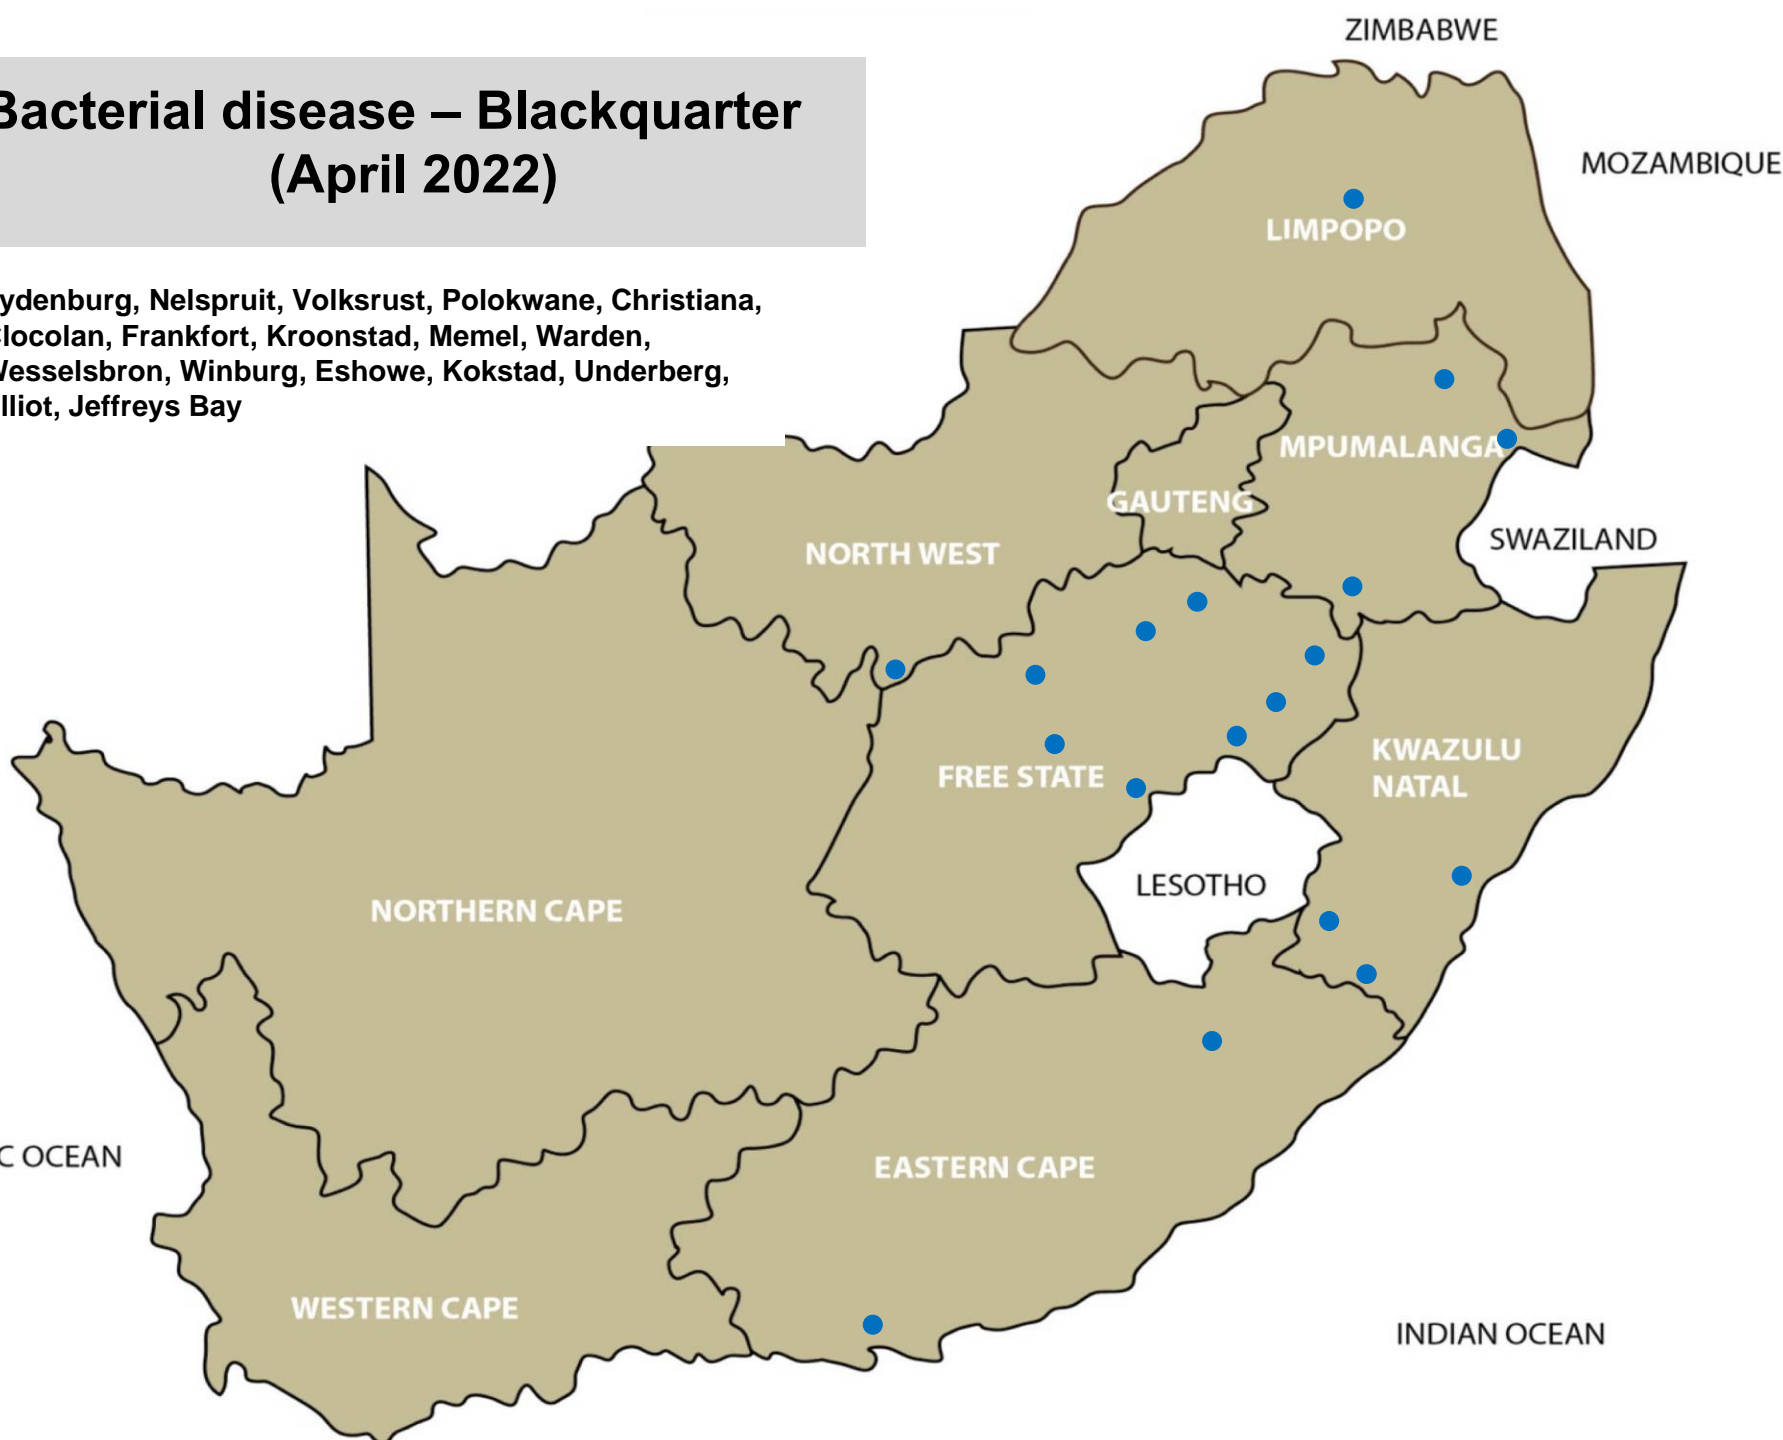 Bacterial disease – Blackquarter
(April 2022)
ZIMBABWE
MOZAMBIQUE
LIMPOPO
ydenburg, Nelspruit, Volksrust, Polokwane, Christiana,
Clocolan, Frankfort, Kroonstad, Memel, Warden,
Wesselsbron, Winburg, Eshowe, Kokstad, Underberg,
lliot, Jeffreys Bay
MPUMALANGA
GAUTENG
NORTH WEST
SWAZILAND
KWAZULU
NATAL
FREE STATE
LESOTHO
NORTHERN CAPE
C OCEAN
EASTERN CAPE
WESTERN CAPE
INDIAN OCEAN